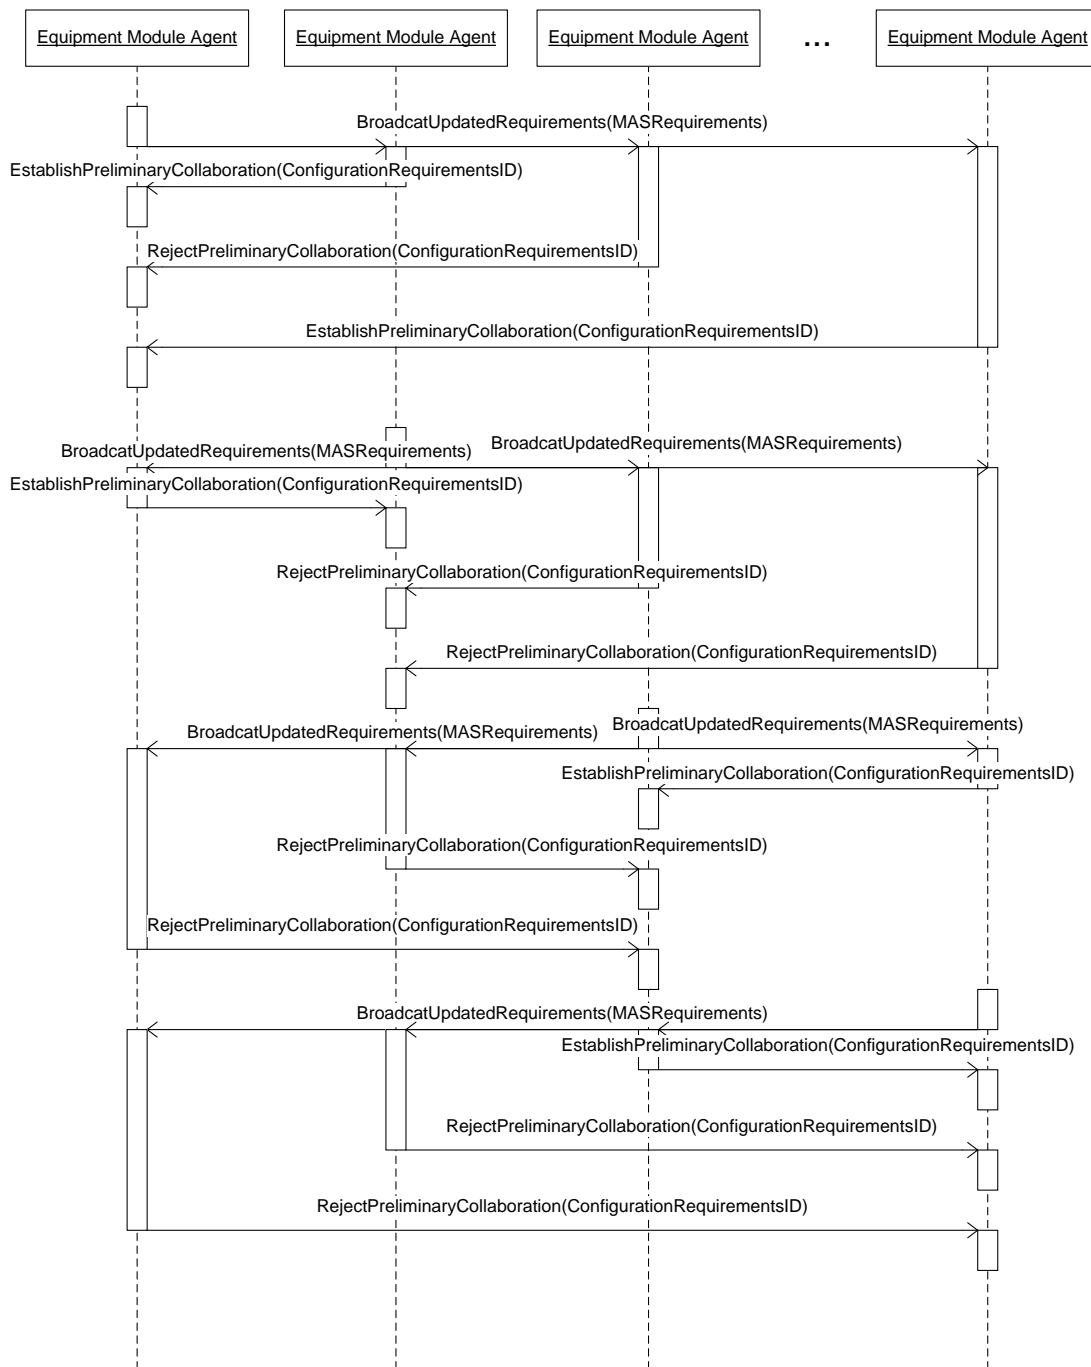 Equipment Module Agent
Equipment Module Agent
Equipment Module Agent
...
Equipment Module Agent
BroadcatUpdatedRequirements(MASRequirements)
EstablishPreliminaryCollaboration(ConfigurationRequirementsID)
RejectPreliminaryCollaboration(ConfigurationRequirementsID)
EstablishPreliminaryCollaboration(ConfigurationRequirementsID)
BroadcatUpdatedRequirements(MASRequirements)
BroadcatUpdatedRequirements(MASRequirements)
EstablishPreliminaryCollaboration(ConfigurationRequirementsID)
RejectPreliminaryCollaboration(ConfigurationRequirementsID)
RejectPreliminaryCollaboration(ConfigurationRequirementsID)
BroadcatUpdatedRequirements(MASRequirements)
BroadcatUpdatedRequirements(MASRequirements)
EstablishPreliminaryCollaboration(ConfigurationRequirementsID)
RejectPreliminaryCollaboration(ConfigurationRequirementsID)
RejectPreliminaryCollaboration(ConfigurationRequirementsID)
BroadcatUpdatedRequirements(MASRequirements)
EstablishPreliminaryCollaboration(ConfigurationRequirementsID)
RejectPreliminaryCollaboration(ConfigurationRequirementsID)
RejectPreliminaryCollaboration(ConfigurationRequirementsID)